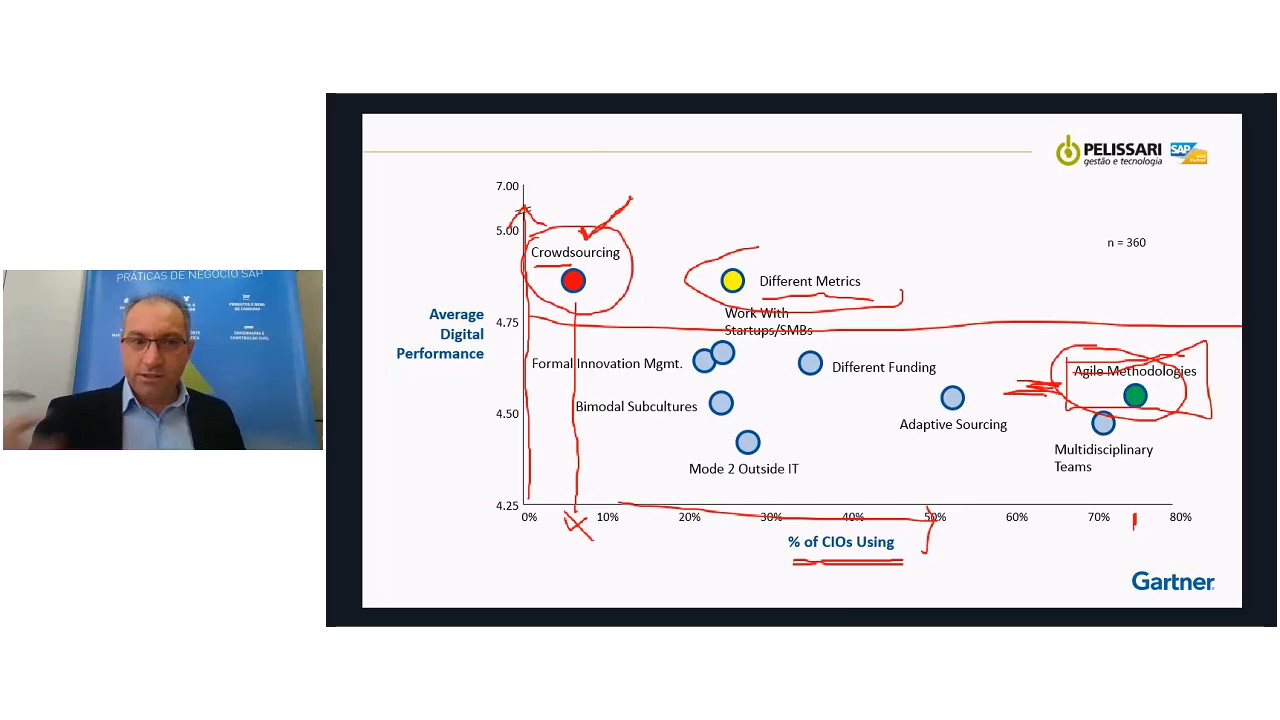 PRÁTICAS DE NEGÓCIO SAP
PELISSARI
gestão e tecnologia
SAP
7.00
5.00
4.75
4.50
4.25
Average
Digital
Performance
n = 360
Crowdsourcing
Different Metrics
Work With
Startups/SMBs
Formal Innovation Mgmt.
Different Funding
Agile Methodologies
Bimodal Subcultures
Adaptive Sourcing
Mode 2 Outside IT
Multidisciplinary
Teams
0% 10% 20% 30% 40% 50% 60% 70% 80%
% of CIOs Using
Gartner